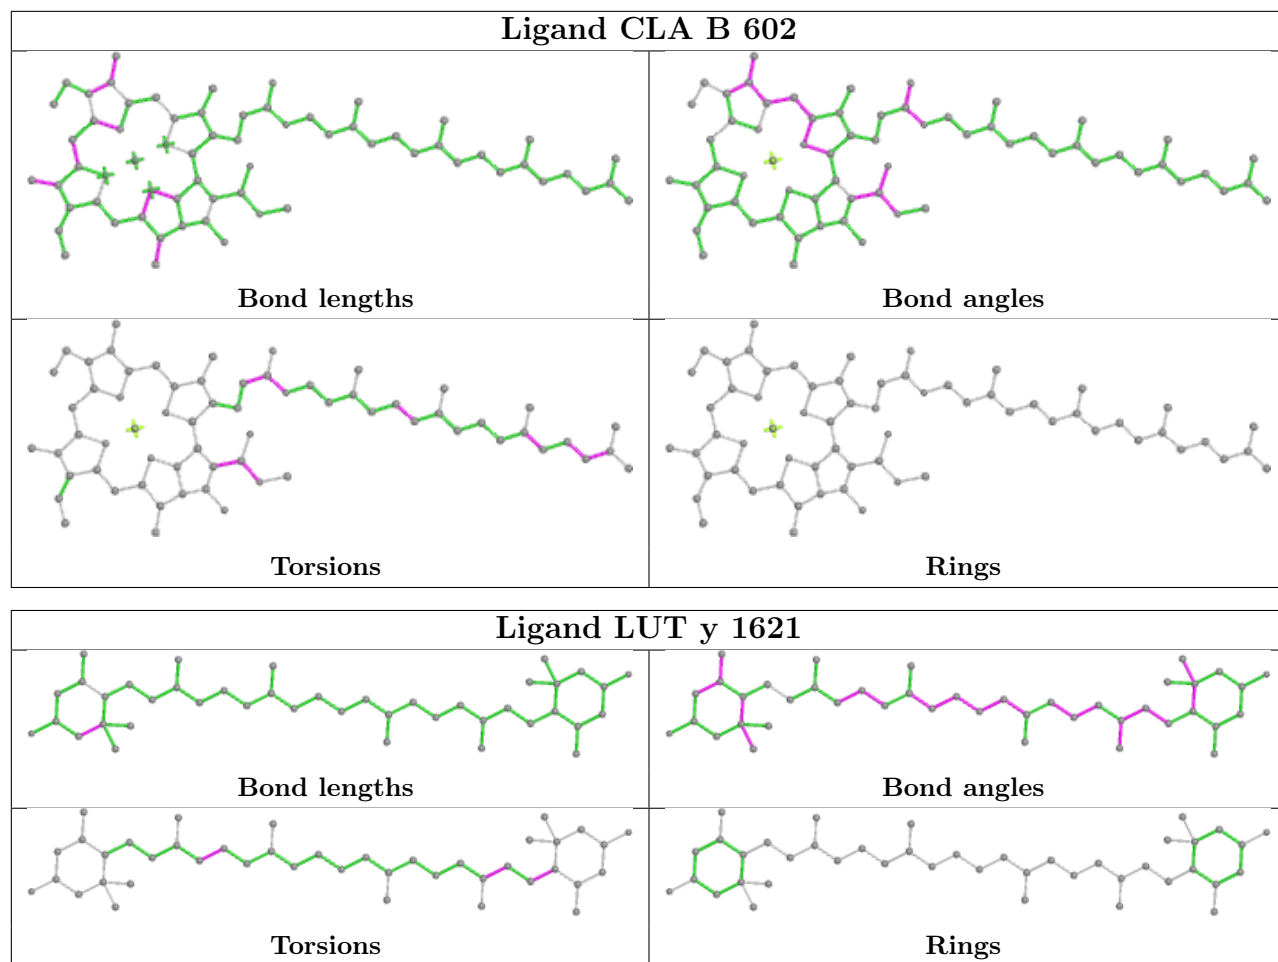 Ligand CLA B 602
Bond lengths
Bond angles
Torsions
Rings
Ligand LUT y 1621
Bond lengths
Bond angles
Torsions
Rings